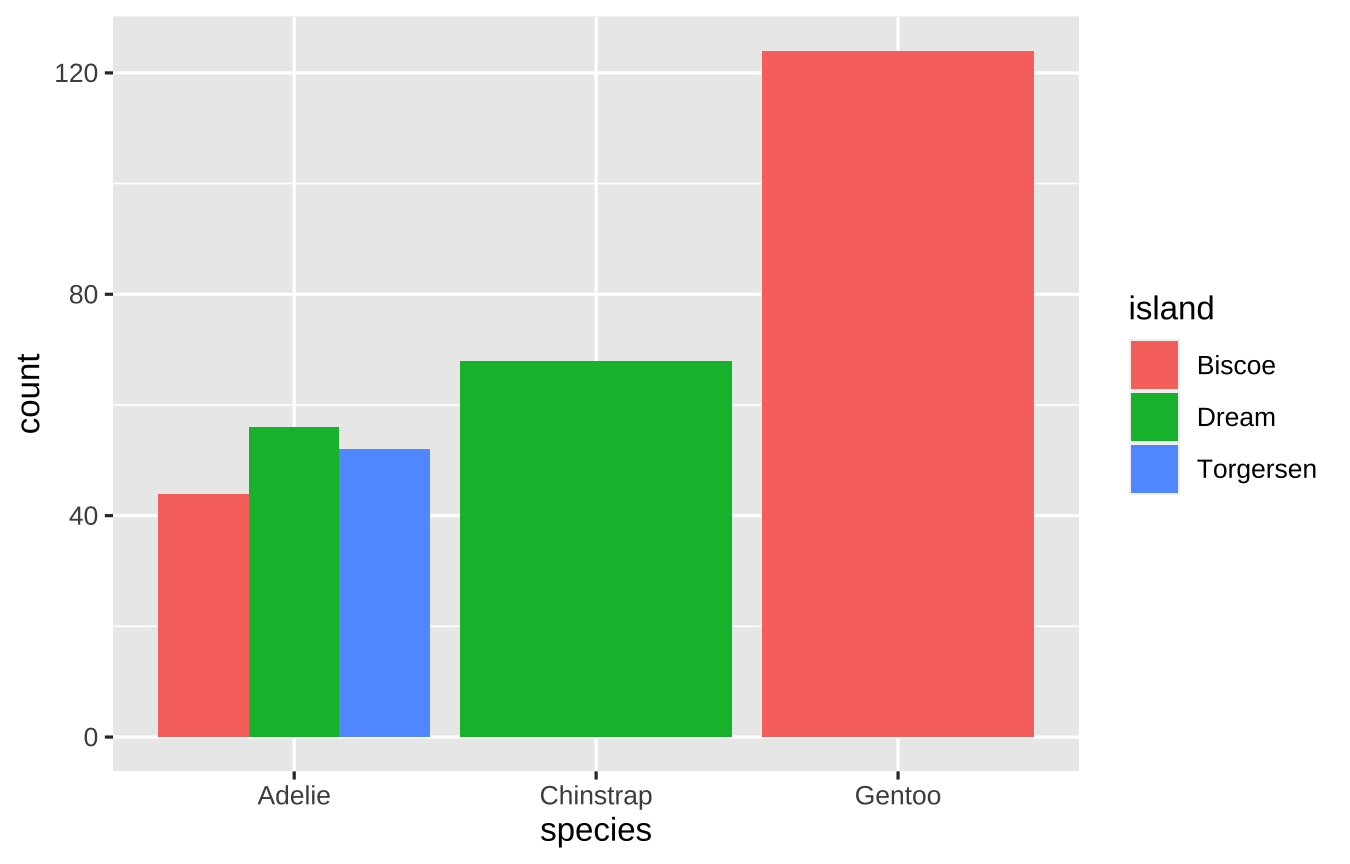 120
80
40
0
count
Adelie
Chinstrap
Gentoo
species
island
Biscoe
Dream
Torgersen